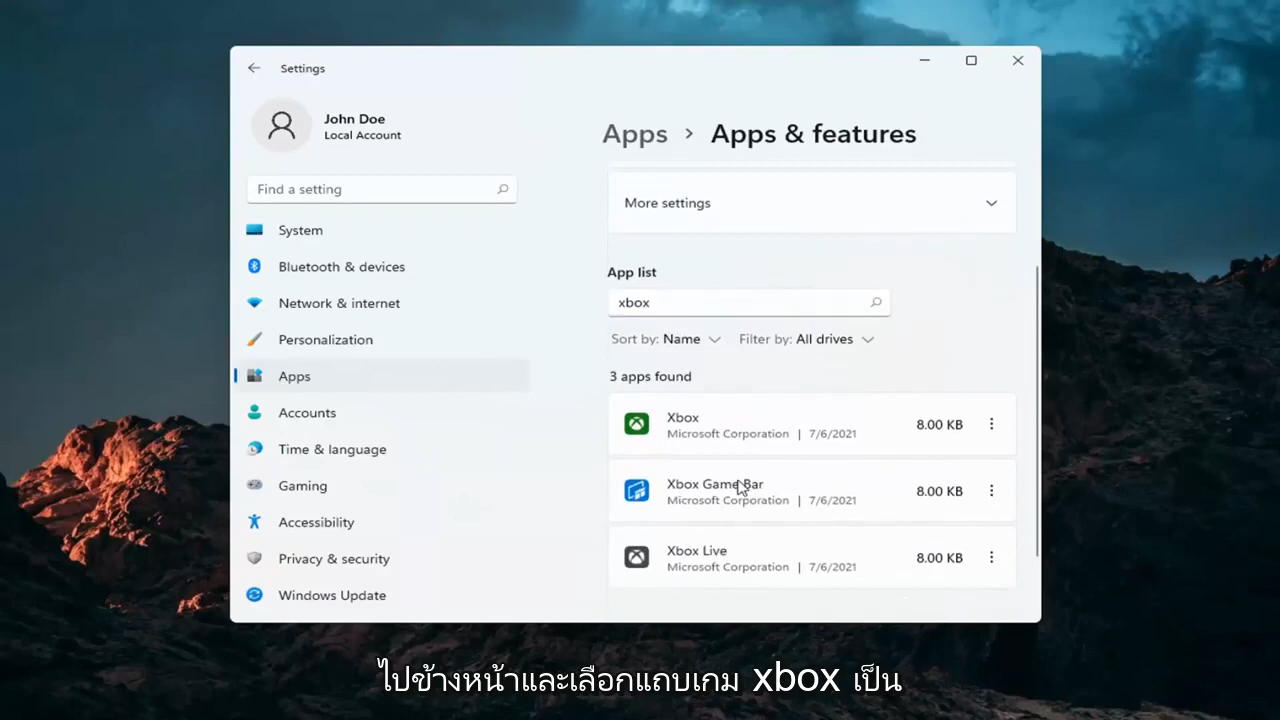 Settings
John Doe
Local Account
Find a setting
System
Bluetooth & devices
Network & internet
Personalization
Apps
Accounts
Time & language
Gaming
Accessibility
Privacy & security
Windows Update
Apps > Apps & features
More settings
App list
xbox
Sort by: Name Filter by: All drives
3 apps found
Xbox
Microsoft Corporation | 7/6/2021
8.00 KB
Xbox Game Bar
Microsoft Corporation | 7/6/2021
8.00 KB
Xbox Live
Microsoft Corporation | 7/6/2021
8.00 KB
ไปข้างหน้าและเลือกแถบเกม xbox เป็น